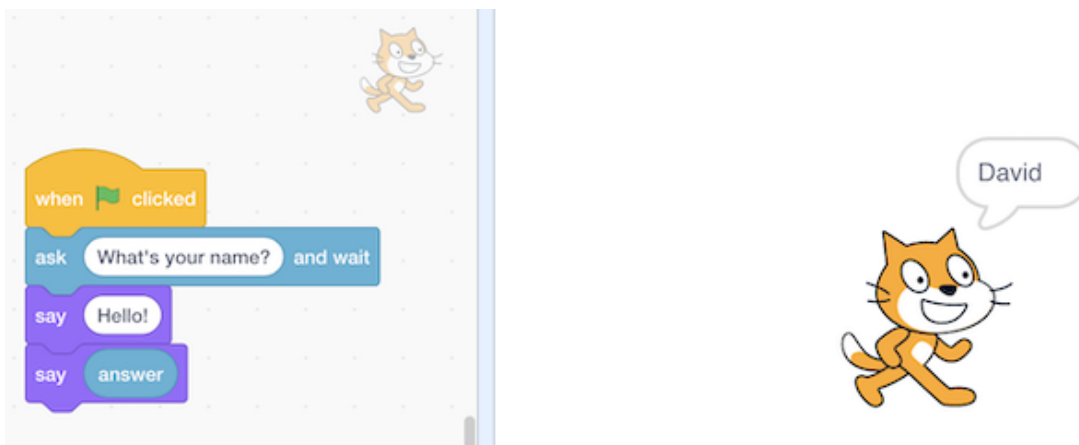 when clicked
ask What's your name? and wait
say Hello!
say answer
David